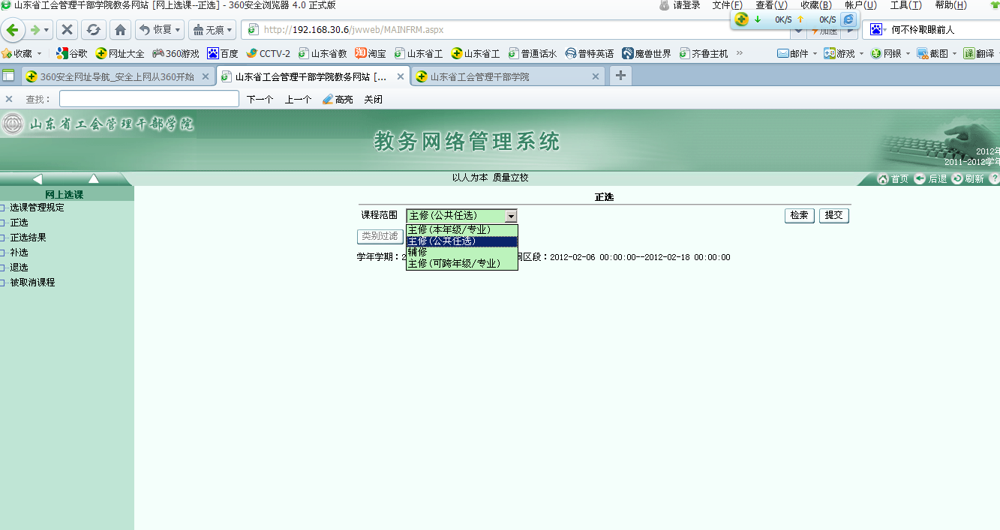 山东省工会管理干部学院教务网站 [网上选课--正选] - 360安全浏览器 4.0 正式版
请登录 文件(F) 查看(V) 收藏(B) 帐户(U) 工具(T) 帮助(H)
0K/S 0K/S
恢复 无痕 http://192.168.30.6/jwweb/MAINFRM.aspx 加速 何不怜取眼前人
收藏 谷歌 网址大全 360游戏 百度 CCTV-2 山东省教 淘宝 山东省工 山东省工 普通话水 普特英语 魔兽世界 齐鲁主机 » 邮件 游戏 网银 截图 翻译
360安全网址导航_安全上网从360开始 山东省工会管理干部学院教务网站 [... 山东省工会管理干部学院
查找： 下一个 上一个 高亮 关闭
山东省工会管理干部学院
教务网络管理系统
2012年
2011-2012学年
以人为本 质量立校 首页 后退 刷新
网上选课
选课管理规定
正选
正选结果
补选
退选
被取消课程
正选
课程范围 主修(公共任选) 检索 提交
类别过滤
主修(本年级/专业)
主修(公共任选)
辅修
主修(可跨年级/专业)
学年学期：2 间区段：2012-02-06 00:00:00--2012-02-18 00:00:00